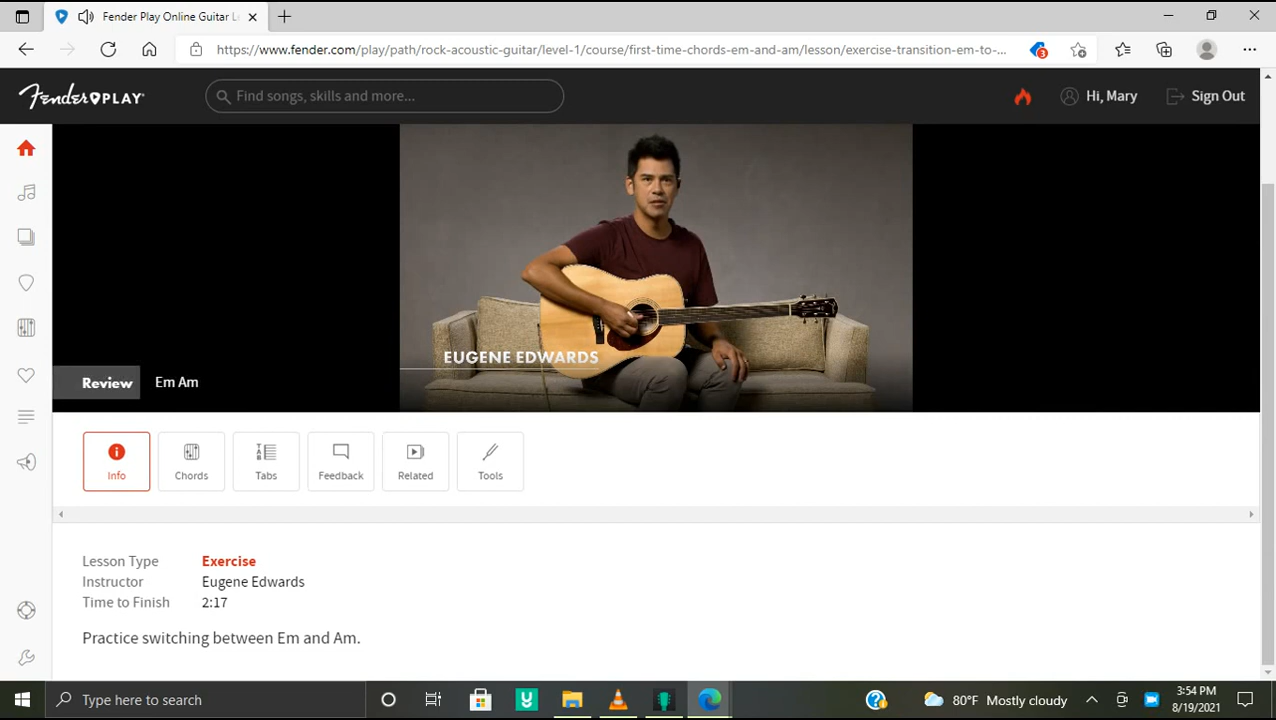 Fender Play Online Guitar L
https://www.fender.com/play/path/rock-acoustic-guitar/level-1/course/first-time-chords-em-and-am/lesson/exercise-transition-em-to-...
3
Fender PLAY
Find songs, skills and more...
Hi, Mary
Sign Out
EUGENE EDWARDS
Review
Em Am
Info
Chords
TAB
Tabs
Feedback
Related
Tools
Lesson Type Exercise
Instructor Eugene Edwards
Time to Finish 2:17
Practice switching between Em and Am.
Type here to search
80°F Mostly cloudy
3:54 PM
8/19/2021